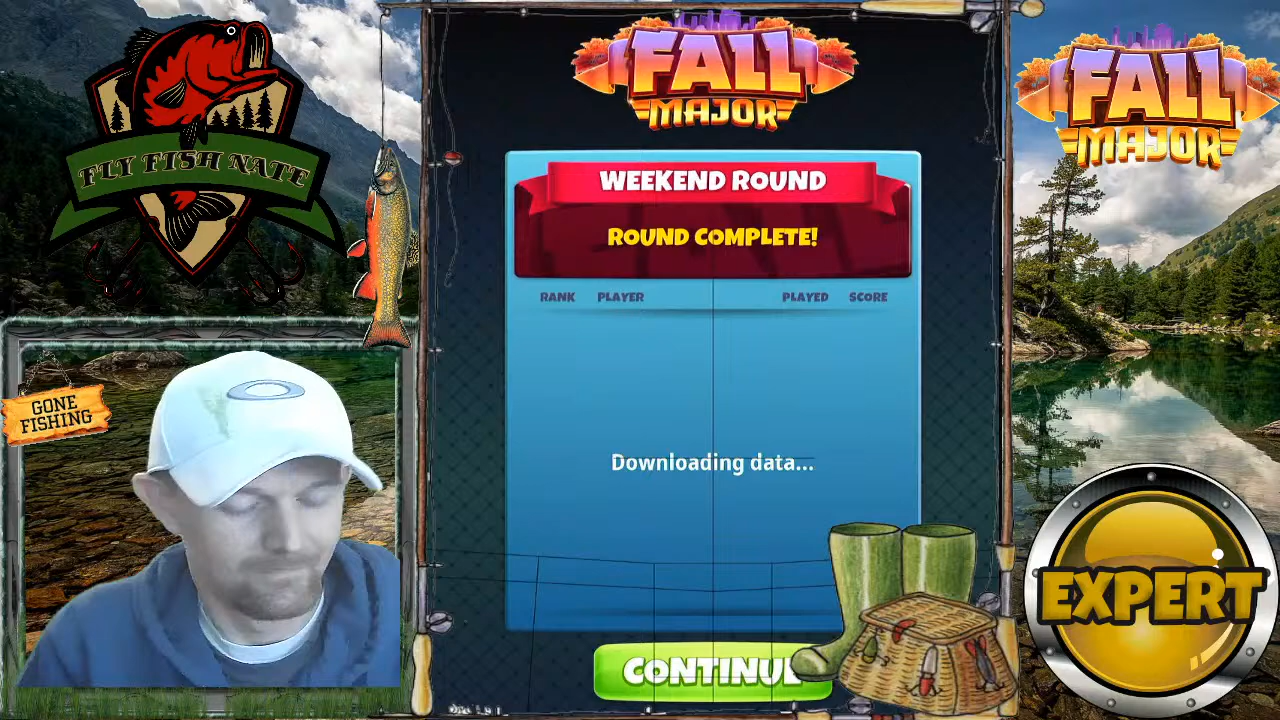 FLY FISH NATE
GONE
FISHING
FALL
MAJOR
WEEKEND ROUND
ROUND COMPLETE!
RANK PLAYER PLAYED SCORE
Downloading data...
CONTINUE
FALL
MAJOR
EXPERT